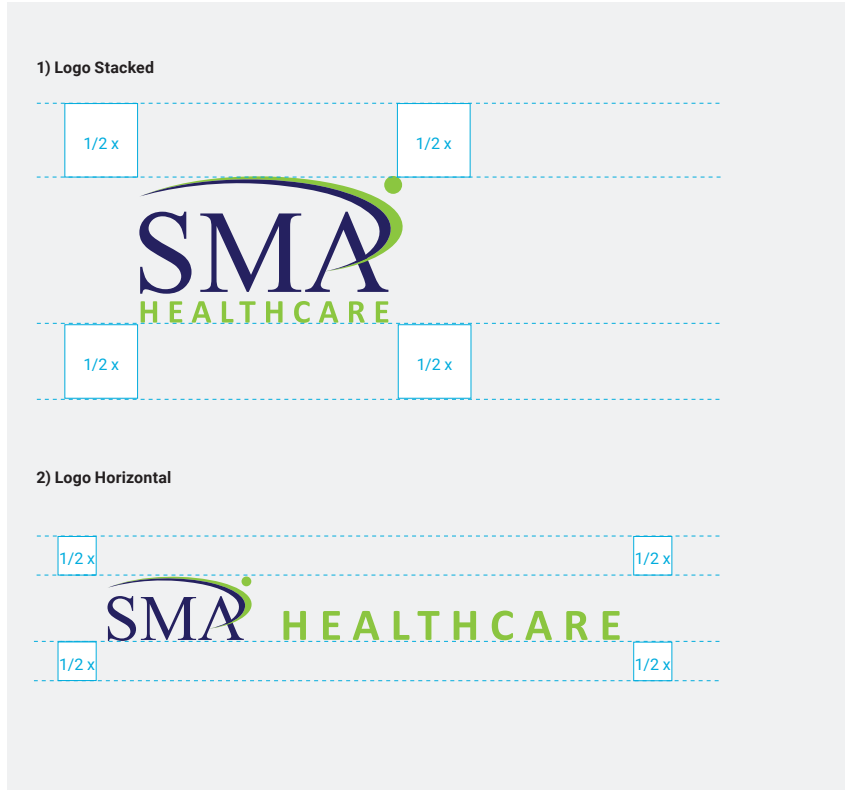 1) Logo Stacked
1/2 x 1/2 x
SMA
HEALTHCARE
1/2 x 1/2 x
2) Logo Horizontal
1/2 x 1/2 x
SMA HEALTHCARE
1/2 x 1/2 x